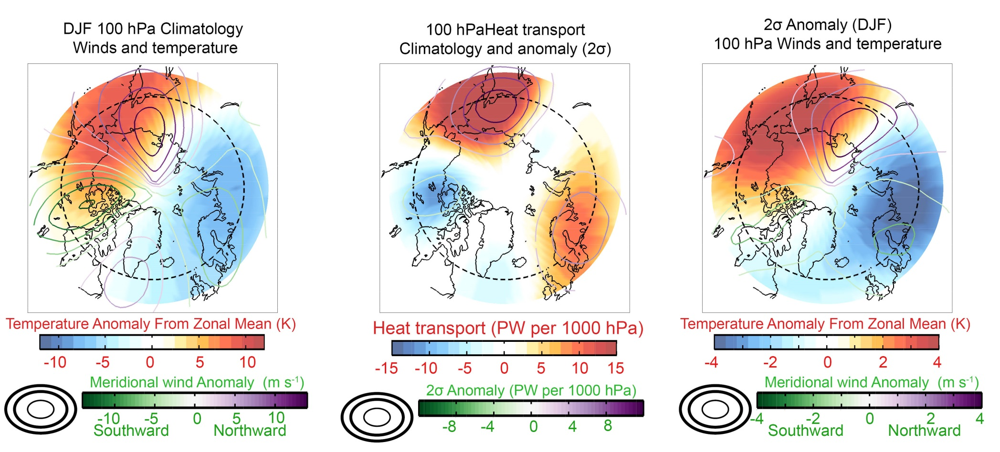 DJF 100 hPa Climatology
Winds and temperature
Temperature Anomaly From Zonal Mean (K)
-10 -5 0 5 10
Meridional wind Anomaly (m s-1)
-10 -5 0 5 10
Southward Northward
100 hPaHeat transport
Climatology and anomaly (2σ)
Heat transport (PW per 1000 hPa)
-15 -10 -5 0 5 10 15
2σ Anomaly (PW per 1000 hPa)
-8 -4 0 4 8
2σ Anomaly (DJF)
100 hPa Winds and temperature
Temperature Anomaly From Zonal Mean (K)
-4 -2 0 2 4
Meridional wind Anomaly (m s-1)
-4 -2 0 2 4
Southward Northward